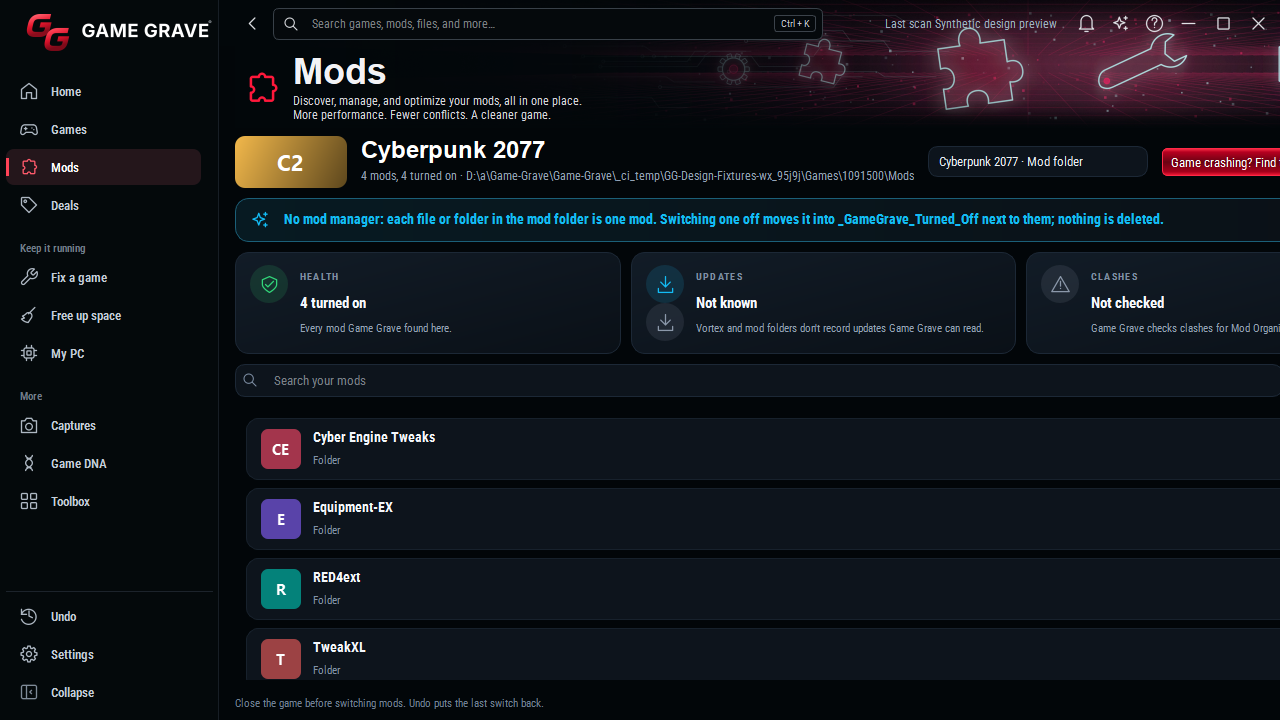 GG GAME GRAVE
Search games, mods, files, and more...
Ctrl + K
Last scan Synthetic design preview
Home
Games
Mods
Deals
Keep it running
Fix a game
Free up space
My PC
More
Captures
Game DNA
Toolbox
Undo
Settings
Collapse
Mods
Discover, manage, and optimize your mods, all in one place.
More performance. Fewer conflicts. A cleaner game.
C2
Cyberpunk 2077
4 mods, 4 turned on · D:\a\Game-Grave\Game-Grave\_ci_temp\GG-Design-Fixtures-wx_95j9j\Games\1091500\Mods
Cyberpunk 2077 · Mod folder
Game crashing? Find
No mod manager: each file or folder in the mod folder is one mod. Switching one off moves it into _GameGrave_Turned_Off next to them; nothing is deleted.
HEALTH
4 turned on
Every mod Game Grave found here.
UPDATES
Not known
Vortex and mod folders don't record updates Game Grave can read.
CLASHES
Not checked
Game Grave checks clashes for Mod Organi
Search your mods
CE
Cyber Engine Tweaks
Folder
E
Equipment-EX
Folder
R
RED4ext
Folder
T
TweakXL
Folder
Close the game before switching mods. Undo puts the last switch back.